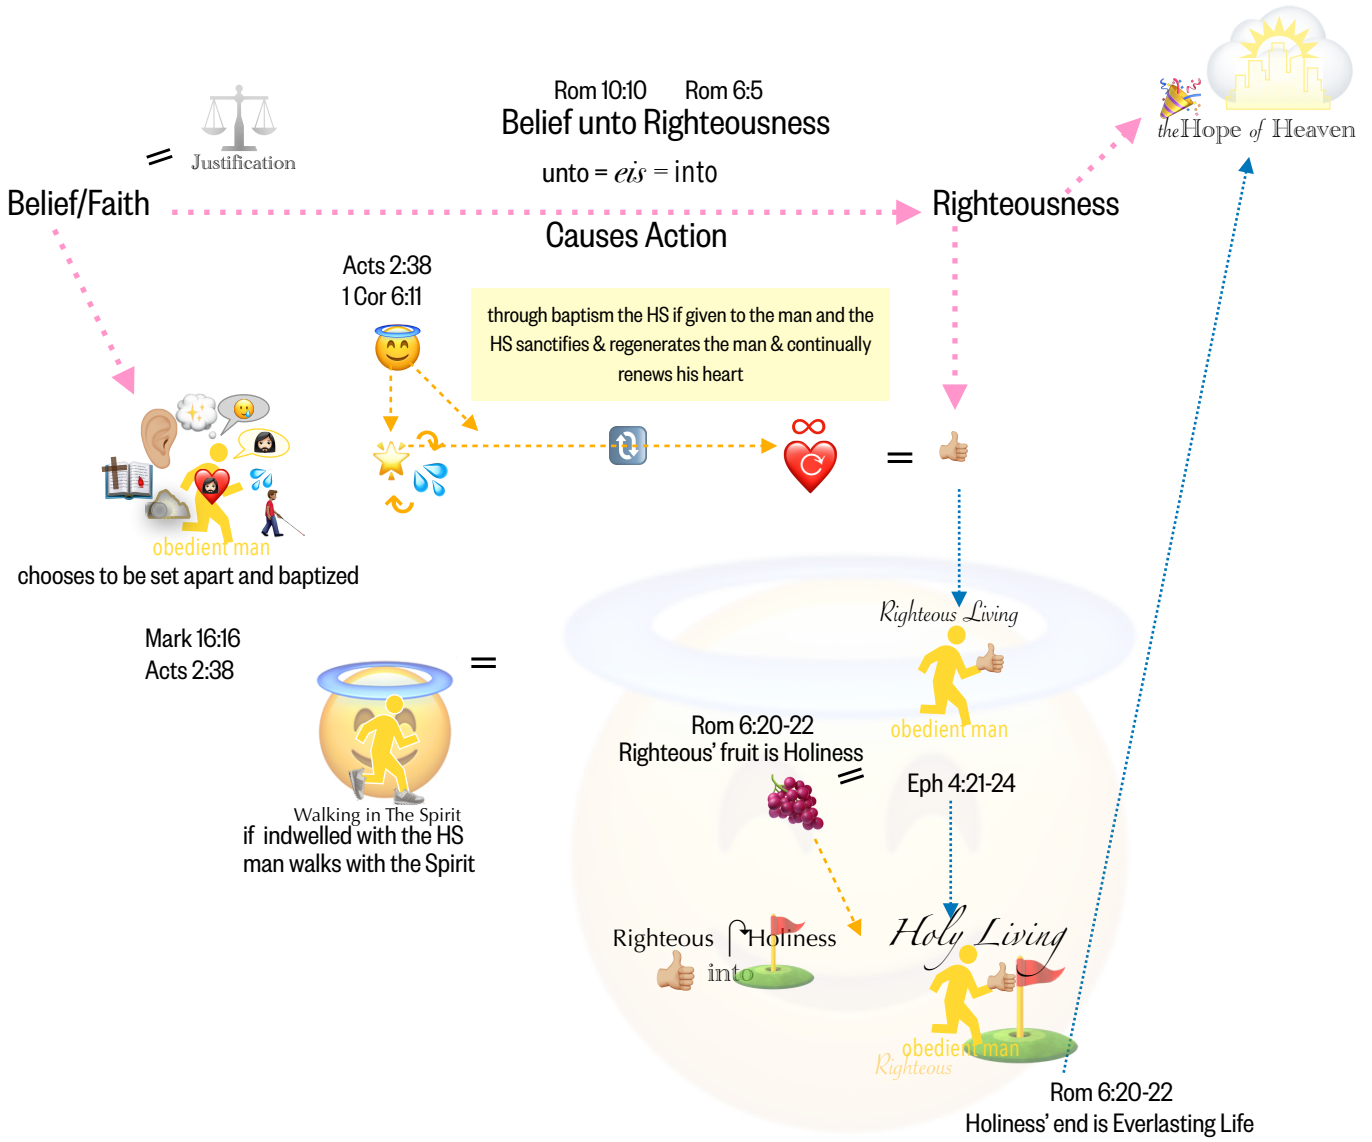 Rom 10:10 Rom 6:5
Belief unto Righteousness
unto = eis = into
the Hope of Heaven
=
Justification
Belief/Faith
Righteousness
Causes Action
Acts 2:38
1 Cor 6:11
through baptism the HS if given to the man and the
HS sanctifies & regenerates the man & continually
renews his heart
=
obedient man
chooses to be set apart and baptized
Mark 16:16
Acts 2:38
=
Walking in The Spirit
if indwelled with the HS
man walks with the Spirit
Righteous Living
obedient man
Rom 6:20-22
Righteous' fruit is Holiness
=
Eph 4:21-24
Righteous Holiness
into
Holy Living
obedient man
Righteous
Rom 6:20-22
Holiness' end is Everlasting Life